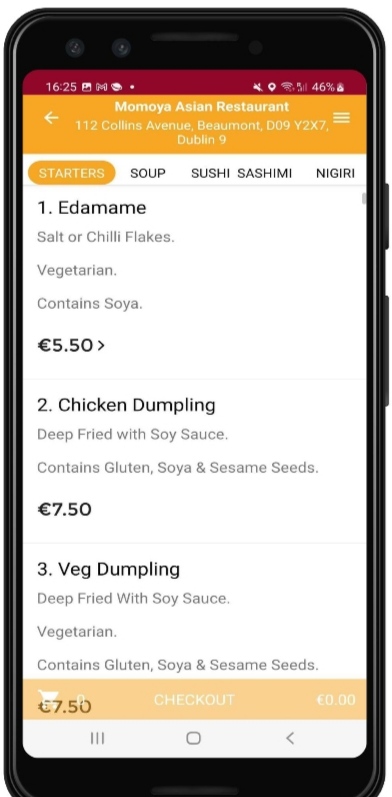 16:25 46%
Momoya Asian Restaurant
112 Collins Avenue, Beaumont, D09 Y2X7,
Dublin 9
STARTERS SOUP SUSHI SASHIMI NIGIRI
1. Edamame
Salt or Chilli Flakes.
Vegetarian.
Contains Soya.
€5.50 >
2. Chicken Dumpling
Deep Fried with Soy Sauce.
Contains Gluten, Soya & Sesame Seeds.
€7.50
3. Veg Dumpling
Deep Fried With Soy Sauce.
Vegetarian.
Contains Gluten, Soya & Sesame Seeds.
€7.50
0 CHECKOUT €0.00